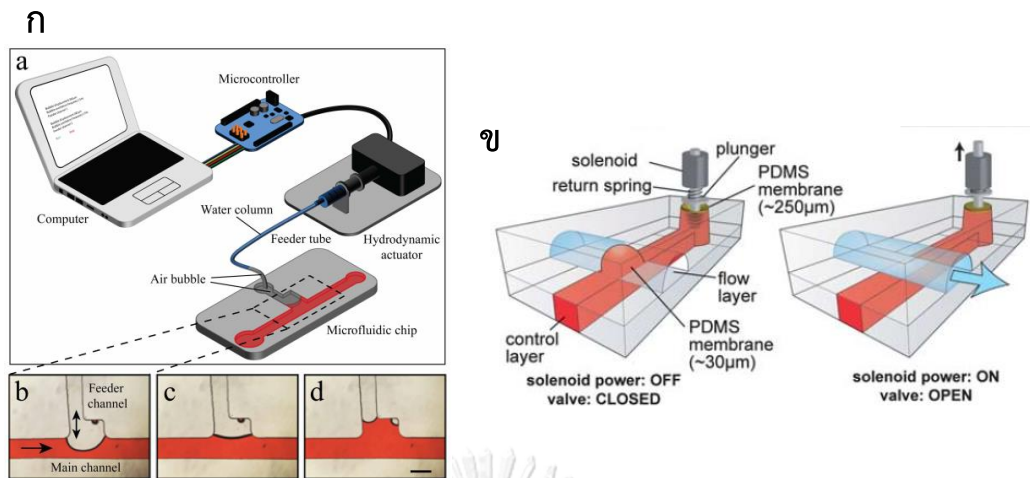 ก
a
Microcontroller
Computer
Water column
Feeder tube
Hydrodynamic
actuator
Air bubble
Microfluidic chip
b
Feeder
channel
Main channel
c
d
ข
solenoid
return spring
plunger
PDMS
membrane
(~250µm)
flow
layer
control
layer
PDMS
membrane
(~30µm)
solenoid power: OFF
valve: CLOSED
solenoid power: ON
valve: OPEN